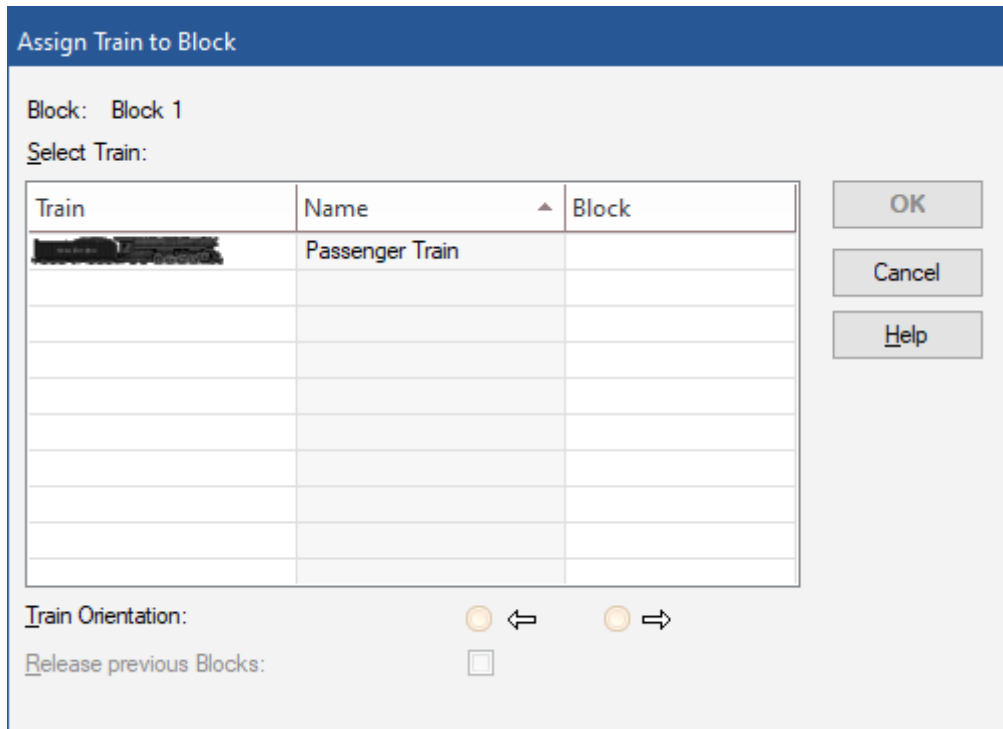 Assign Train to Block
Block: Block 1
Select Train:
Train Name Block
OK
Passenger Train
Cancel
Help
Train Orientation:
Release previous Blocks: